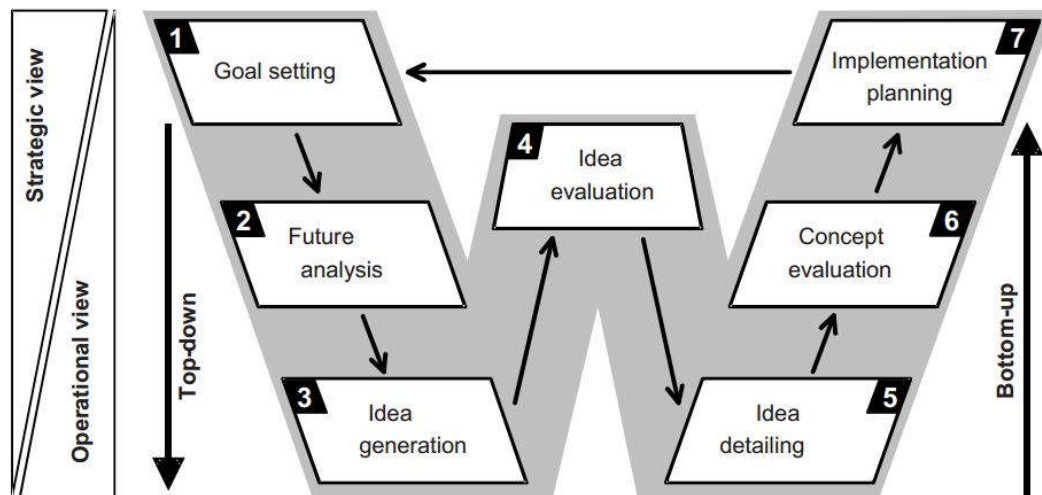 Strategic view
Operational view
Top-down
1
Goal setting
2
Future
analysis
3
Idea
generation
4
Idea
evaluation
5
Idea
detailing
6
Concept
evaluation
7
Implementation
planning
Bottom-up